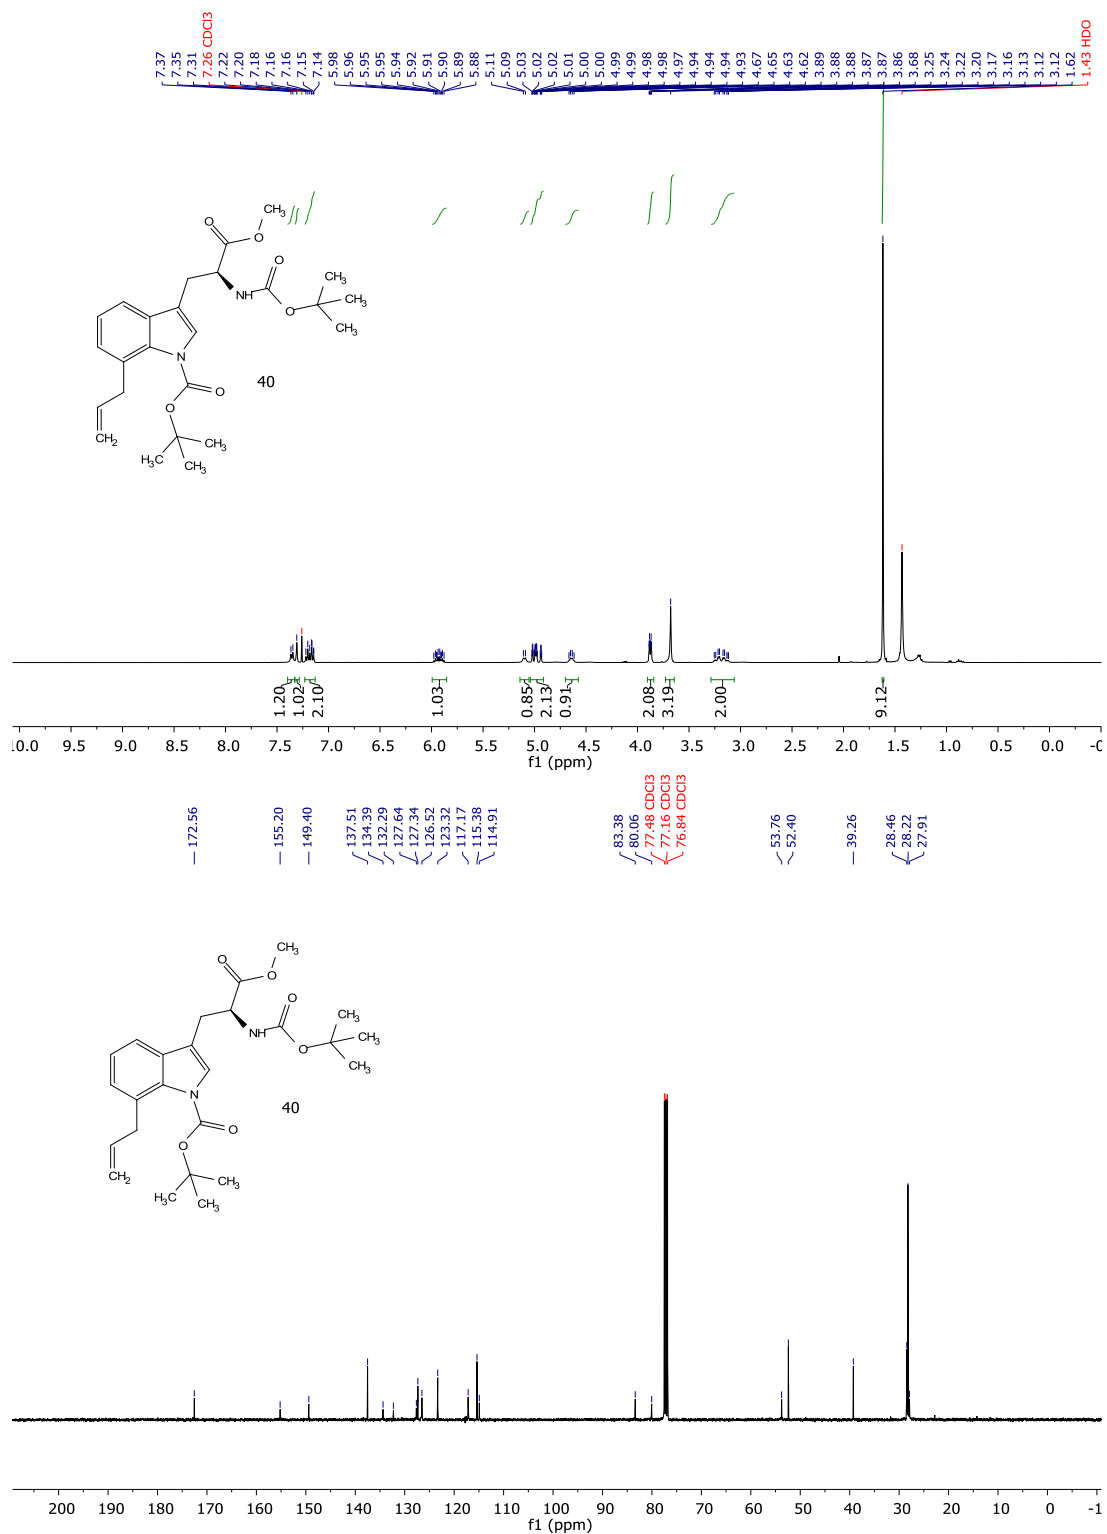 7.37 7.35 7.31 7.26 CDCl3 7.22 7.20 7.18 7.16 7.16 7.15 7.14 5.98 5.96 5.95 5.95 5.94 5.92 5.91 5.90 5.89 5.88 5.11 5.09 5.03 5.02 5.02 5.01 5.00 5.00 4.99 4.99 4.98 4.98 4.97 4.94 4.94 4.94 4.93 4.67 4.65 4.63 4.62 3.89 3.88 3.88 3.87 3.87 3.86 3.68 3.25 3.24 3.22 3.20 3.17 3.16 3.13 3.12 3.12 1.62 1.43 HDO
CH3
O
O
O
NH
CH3
O
CH3
CH3
N
O
40
O
CH2
CH3
H3C
CH3
1.20 1.02 2.10 1.03 0.85 2.13 0.91 2.08 3.19 2.00 9.12
10.0 9.5 9.0 8.5 8.0 7.5 7.0 6.5 6.0 5.5 5.0 4.5 4.0 3.5 3.0 2.5 2.0 1.5 1.0 0.5 0.0 -0
f1 (ppm)
172.56 155.20 149.40 137.51 134.39 132.29 127.64 127.34 126.52 123.32 117.17 115.38 114.91 83.38 80.06 77.48 CDCl3 77.16 CDCl3 76.84 CDCl3 53.76 52.40 39.26 28.46 28.22 27.91
CH3
O
O
O
NH
CH3
O
CH3
CH3
N
O
40
O
CH2
CH3
H3C
CH3
200 190 180 170 160 150 140 130 120 110 100 90 80 70 60 50 40 30 20 10 0 -1
f1 (ppm)